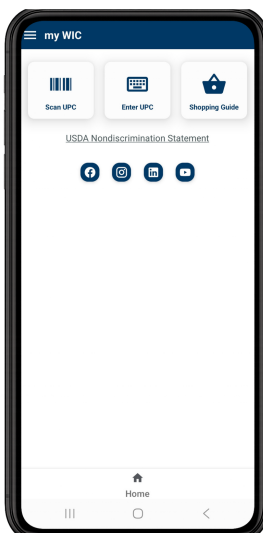 my WIC
Scan UPC
Enter UPC
Shopping Guide
USDA Nondiscrimination Statement
Home